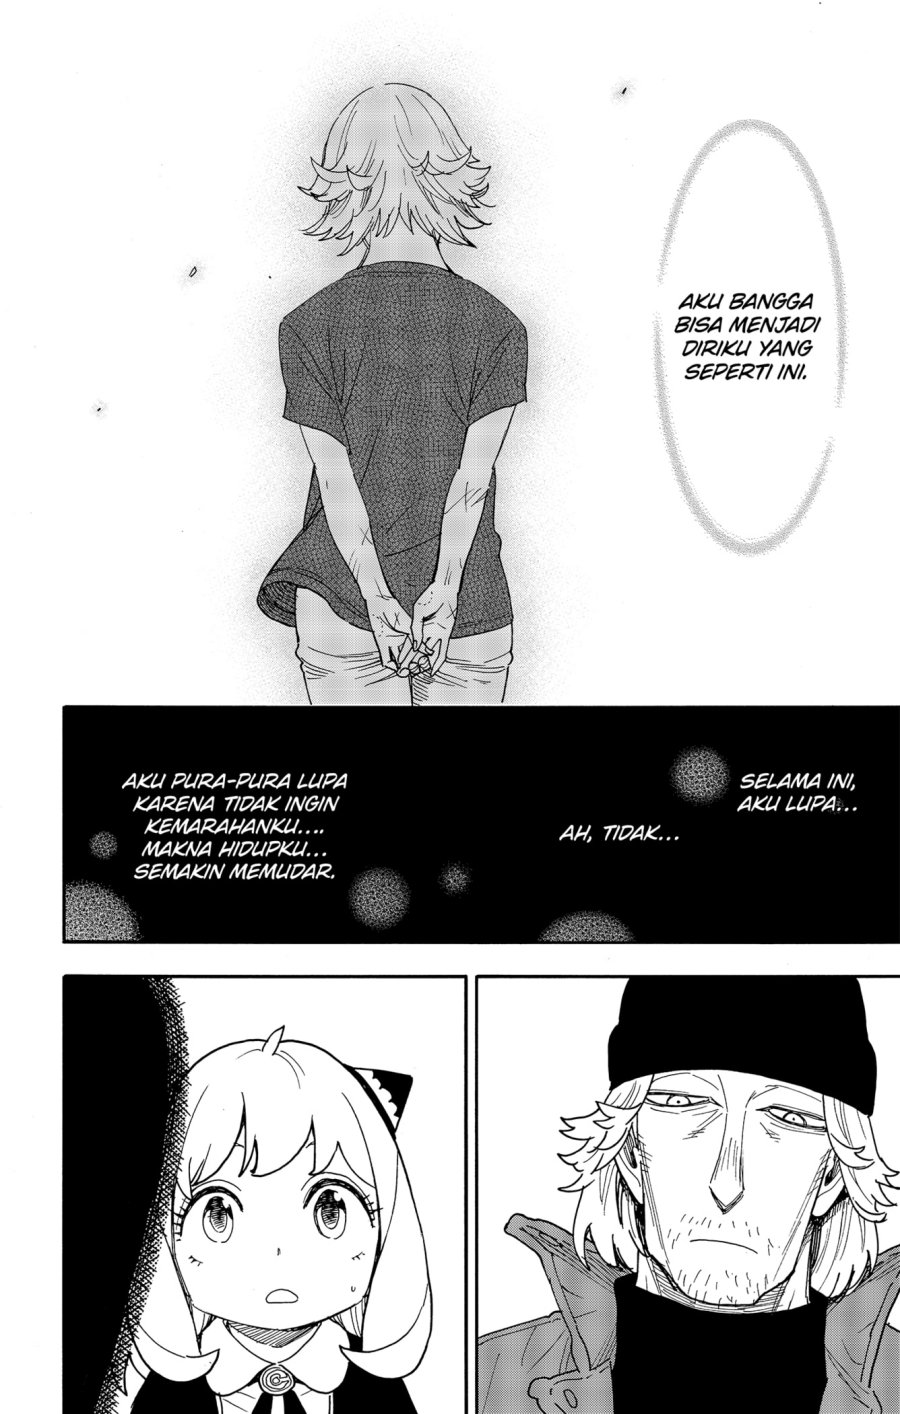 AKU BANGGA
BISA MENJADI
DIRIKU YANG
SEPERTI INI.
SELAMA INI,
AKU LUPA...
AH, TIDAK...
AKU PURA-PURA LUPA
KARENA TIDAK INGIN
KEMARAHANKU....
MAKNA HIDUPKU...
SEMAKIN MEMUDAR.